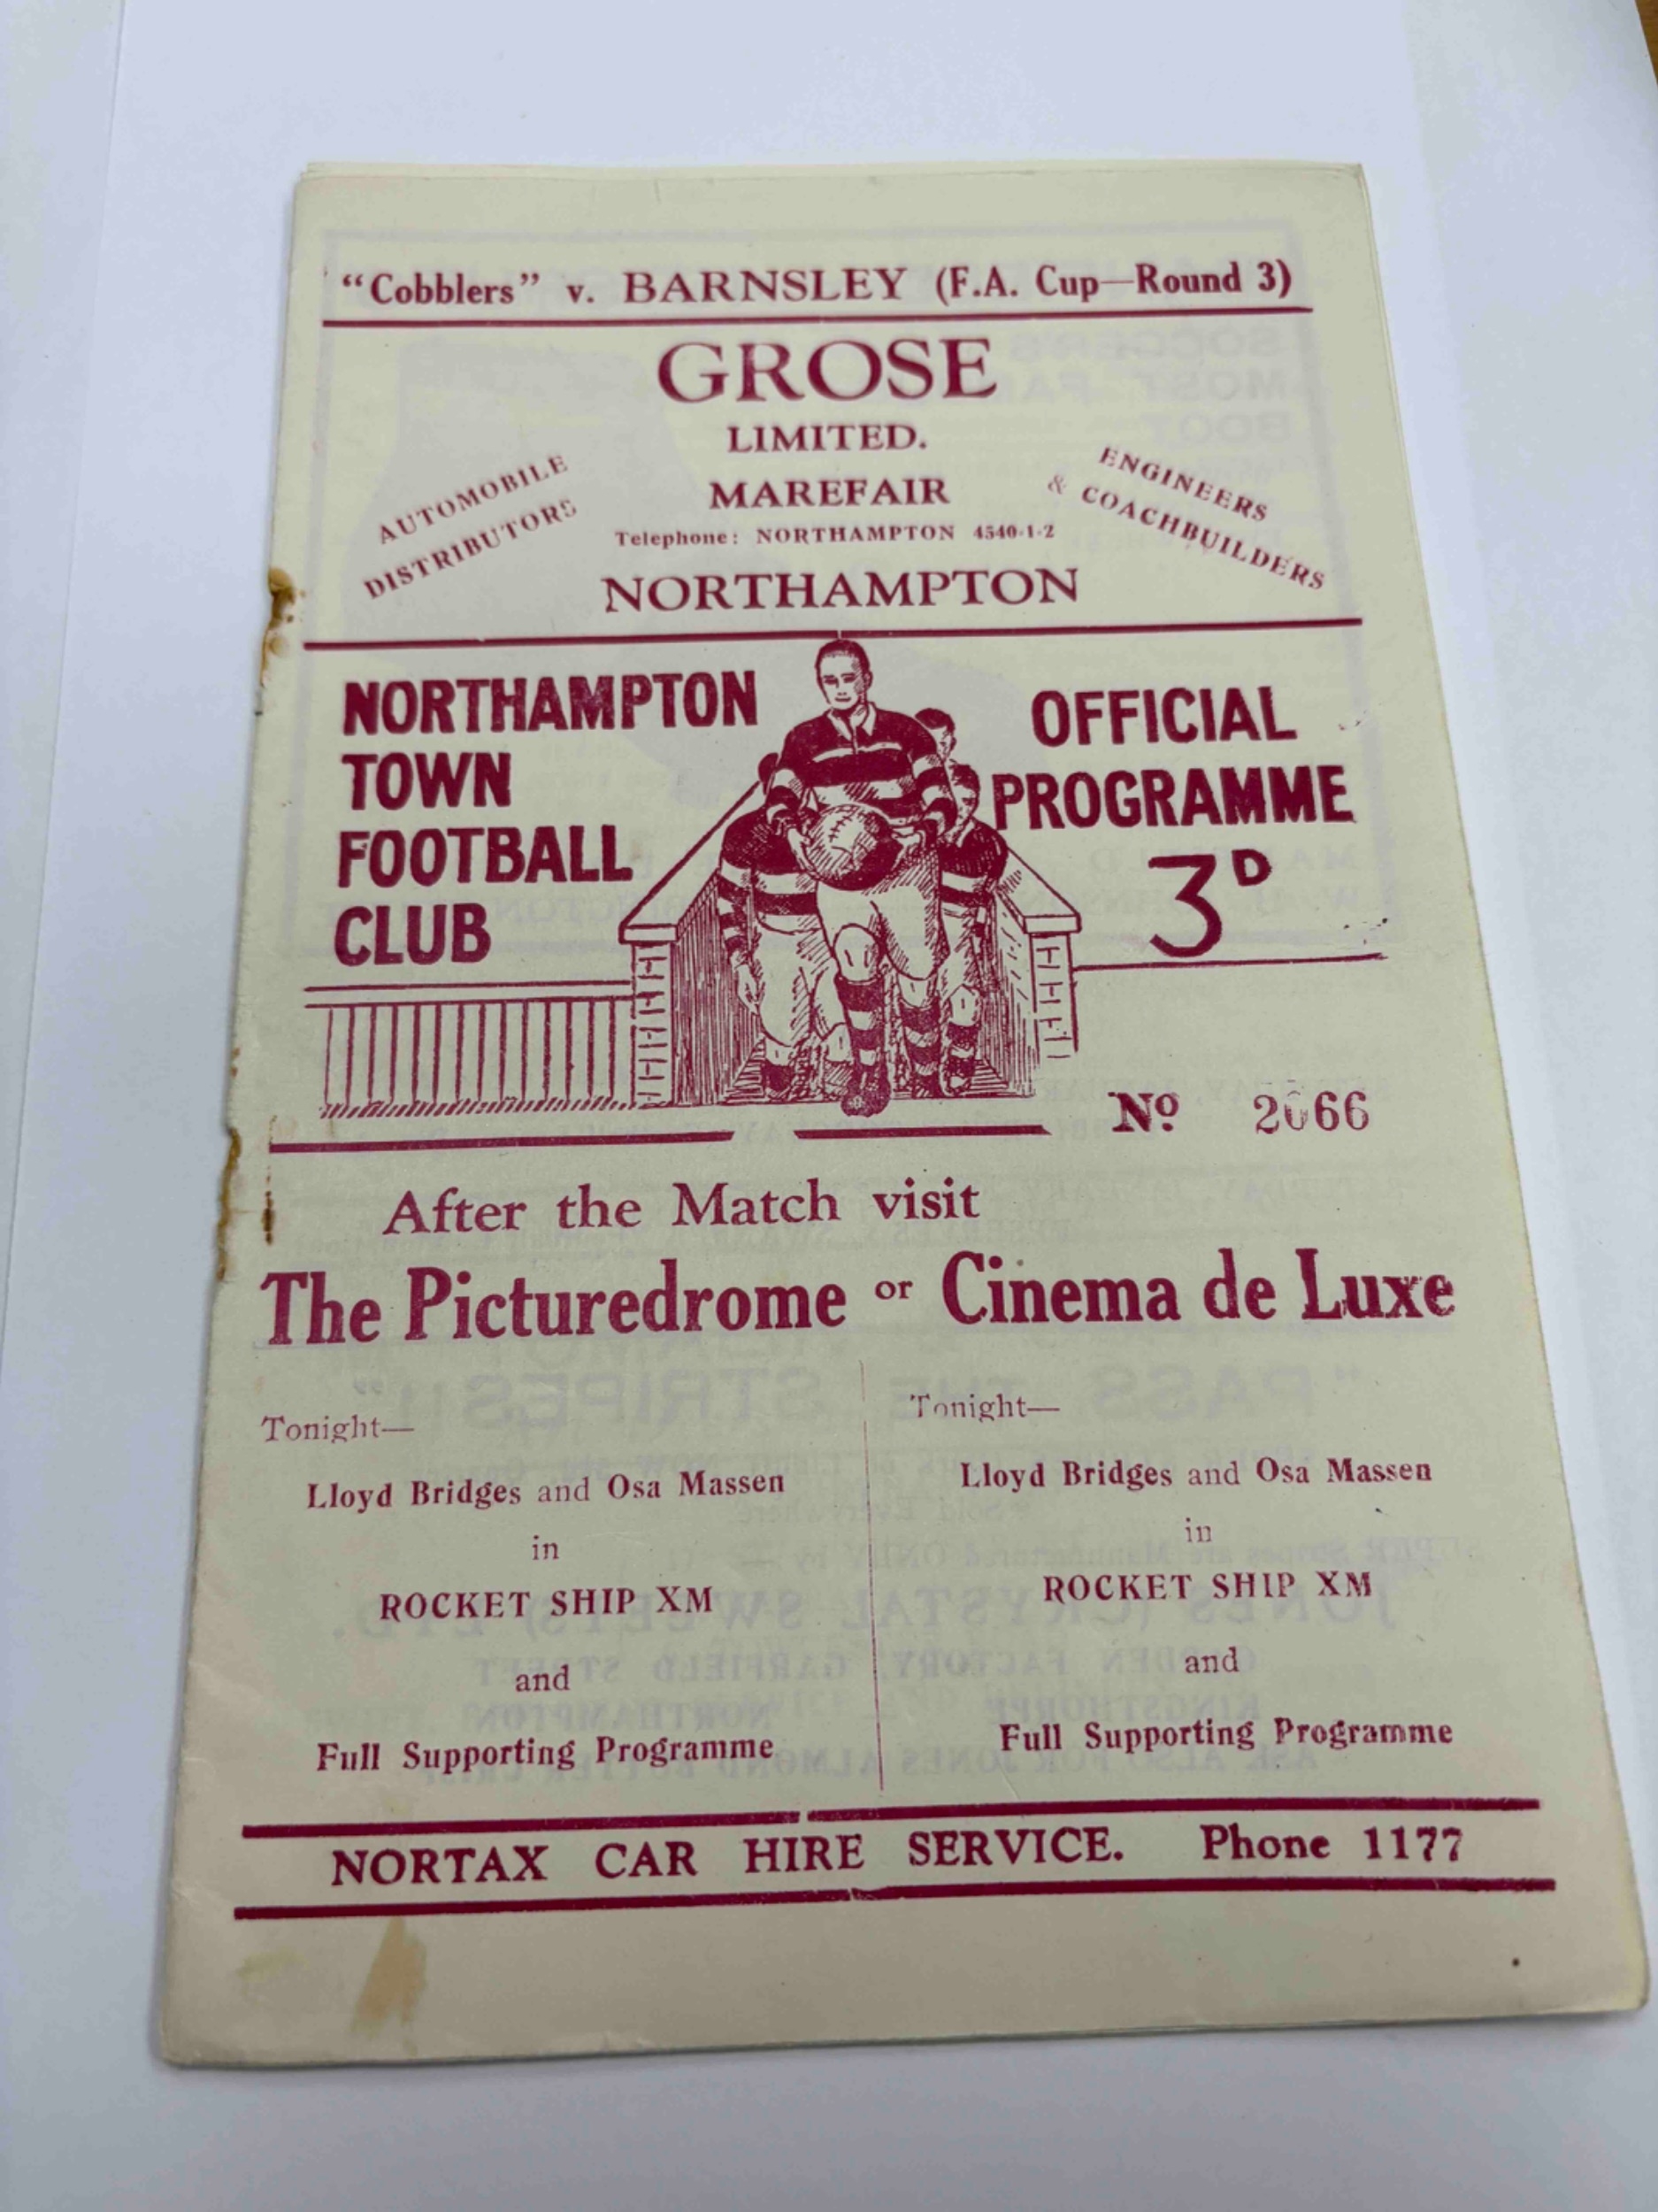 "Cobblers" v. BARNSLEY (F.A. Cup—Round 3)
GROSE
LIMITED.
AUTOMOBILE
DISTRIBUTORS
MAREFAIR
ENGINEERS
& COACHBUILDERS
Telephone: NORTHAMPTON 4540-1-2
NORTHAMPTON
NORTHAMPTON
TOWN
FOOTBALL
CLUB
OFFICIAL
PROGRAMME
3D
No 2066
After the Match visit
The Picturedrome or Cinema de Luxe
Tonight—
Lloyd Bridges and Osa Massen
in
ROCKET SHIP XM
and
Full Supporting Programme
Tonight—
Lloyd Bridges and Osa Massen
in
ROCKET SHIP XM
and
Full Supporting Programme
NORTAX CAR HIRE SERVICE. Phone 1177